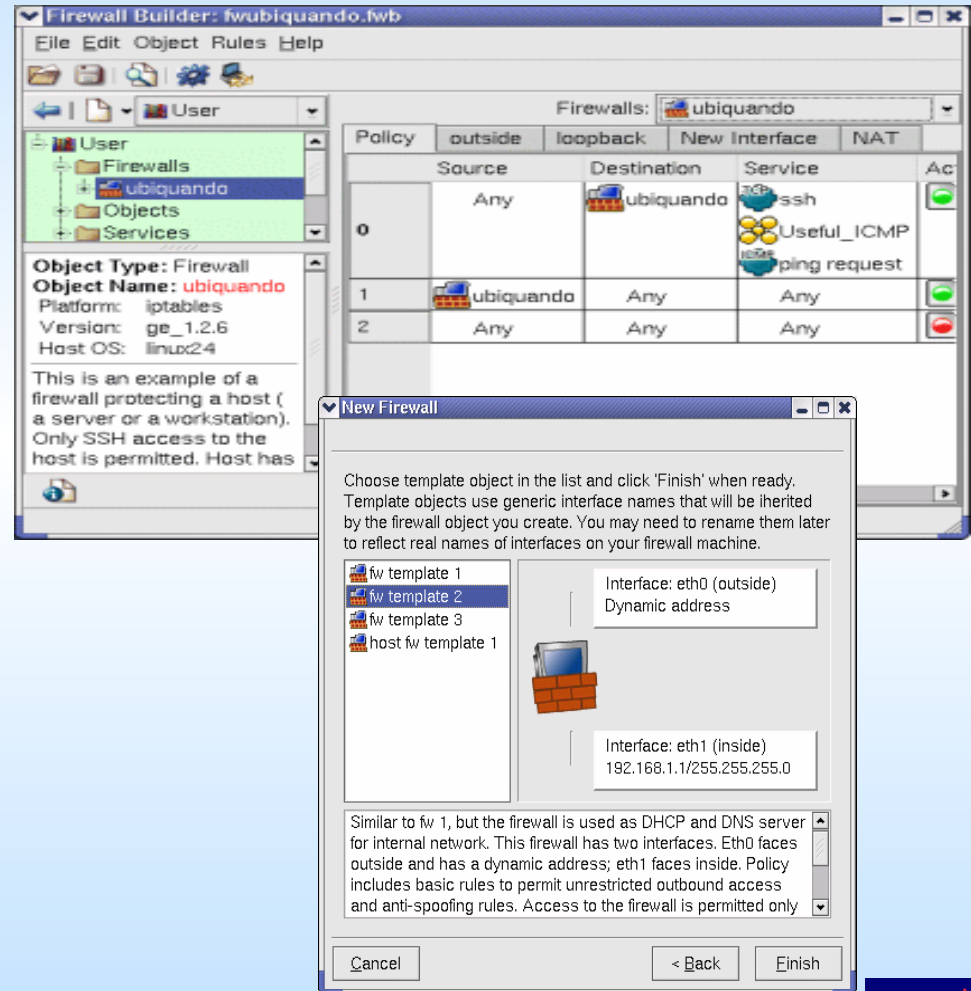 Firewall Builder: fwubiquando.fwb
File Edit Object Rules Help
User
Firewalls: ubiquando
User
Firewalls
ubiquando
Objects
Services
Policy outside loopback New Interface NAT
Source Destination Service
0 Any ubiquando ssh
Useful_ICMP
ping request
1 ubiquando Any Any
2 Any Any Any
Object Type: Firewall
Object Name: ubiquando
Platform: iptables
Version: ge_1.2.6
Host OS: linux24
This is an example of a
firewall protecting a host (
a server or a workstation).
Only SSH access to the
host is permitted. Host has
New Firewall
Choose template object in the list and click 'Finish' when ready.
Template objects use generic interface names that will be iherited
by the firewall object you create. You may need to rename them later
to reflect real names of interfaces on your firewall machine.
fw template 1
fw template 2
fw template 3
host fw template 1
Interface: eth0 (outside)
Dynamic address
Interface: eth1 (inside)
192.168.1.1/255.255.255.0
Similar to fw 1, but the firewall is used as DHCP and DNS server
for internal network. This firewall has two interfaces. Eth0 faces
outside and has a dynamic address; eth1 faces inside. Policy
includes basic rules to permit unrestricted outbound access
and anti-spoofing rules. Access to the firewall is permitted only
Cancel < Back Finish